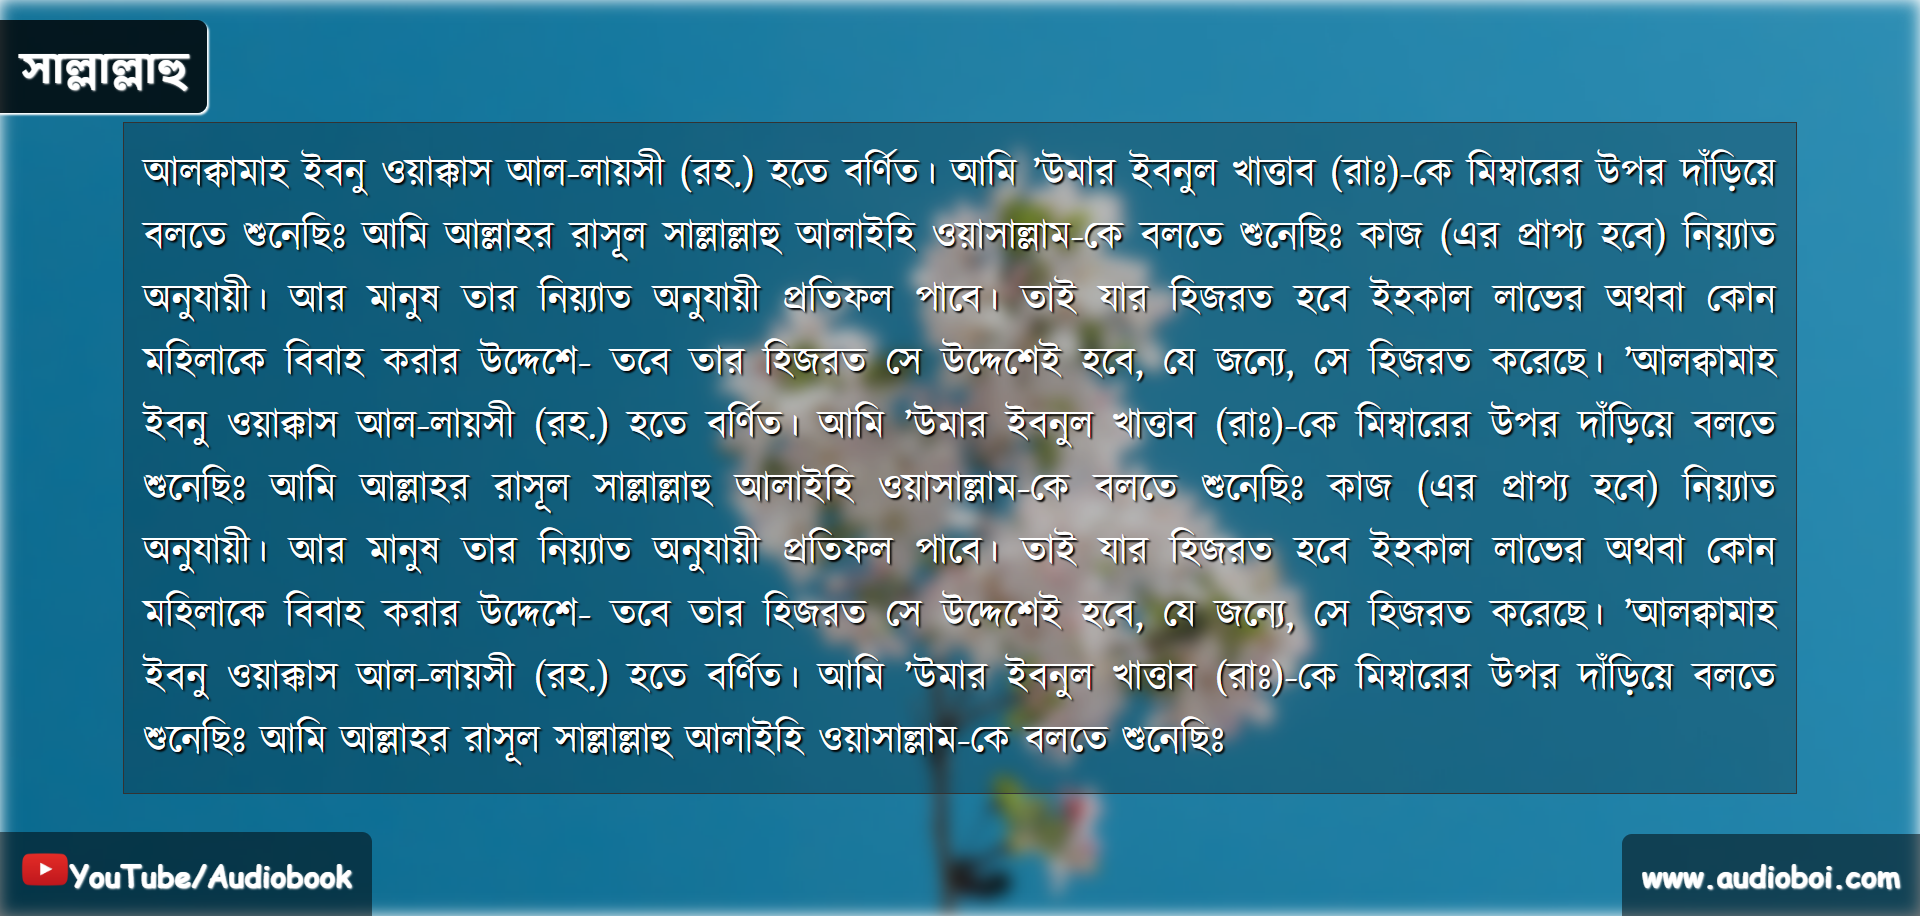 সাল্লাল্লাহু
আলক্বামাহ ইবনু ওয়াক্কাস আল-লায়সী (রহ.) হতে বর্ণিত। আমি ’উমার ইবনুল খাত্তাব (রাঃ)-কে মিম্বারের উপর দাঁড়িয়ে
বলতে শুনেছিঃ আমি আল্লাহর রাসূল সাল্লাল্লাহু আলাইহি ওয়াসাল্লাম-কে বলতে শুনেছিঃ কাজ (এর প্রাপ্য হবে) নিয়্যাত
অনুযায়ী। আর মানুষ তার নিয়্যাত অনুযায়ী প্রতিফল পাবে। তাই যার হিজরত হবে ইহকাল লাভের অথবা কোন
মহিলাকে বিবাহ করার উদ্দেশে- তবে তার হিজরত সে উদ্দেশেই হবে, যে জন্যে, সে হিজরত করেছে। ’আলক্বামাহ
ইবনু ওয়াক্কাস আল-লায়সী (রহ.) হতে বর্ণিত। আমি ’উমার ইবনুল খাত্তাব (রাঃ)-কে মিম্বারের উপর দাঁড়িয়ে বলতে
শুনেছিঃ আমি আল্লাহর রাসূল সাল্লাল্লাহু আলাইহি ওয়াসাল্লাম-কে বলতে শুনেছিঃ কাজ (এর প্রাপ্য হবে) নিয়্যাত
অনুযায়ী। আর মানুষ তার নিয়্যাত অনুযায়ী প্রতিফল পাবে। তাই যার হিজরত হবে ইহকাল লাভের অথবা কোন
মহিলাকে বিবাহ করার উদ্দেশে- তবে তার হিজরত সে উদ্দেশেই হবে, যে জন্যে, সে হিজরত করেছে। ’আলক্বামাহ
ইবনু ওয়াক্কাস আল-লায়সী (রহ.) হতে বর্ণিত। আমি ’উমার ইবনুল খাত্তাব (রাঃ)-কে মিম্বারের উপর দাঁড়িয়ে বলতে
শুনেছিঃ আমি আল্লাহর রাসূল সাল্লাল্লাহু আলাইহি ওয়াসাল্লাম-কে বলতে শুনেছিঃ
YouTube/Audiobook
www.audioboi.com